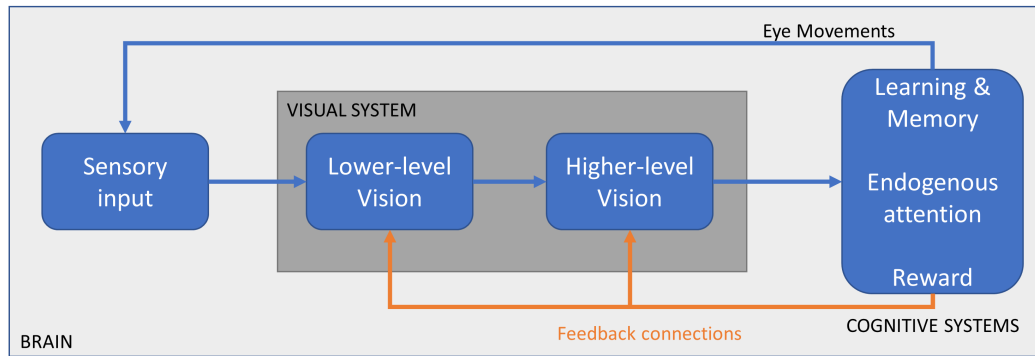 Eye Movements
VISUAL SYSTEM
Sensory
input
Lower-level
Vision
Higher-level
Vision
Learning &
Memory
Endogenous
attention
Reward
Feedback connections
COGNITIVE SYSTEMS
BRAIN